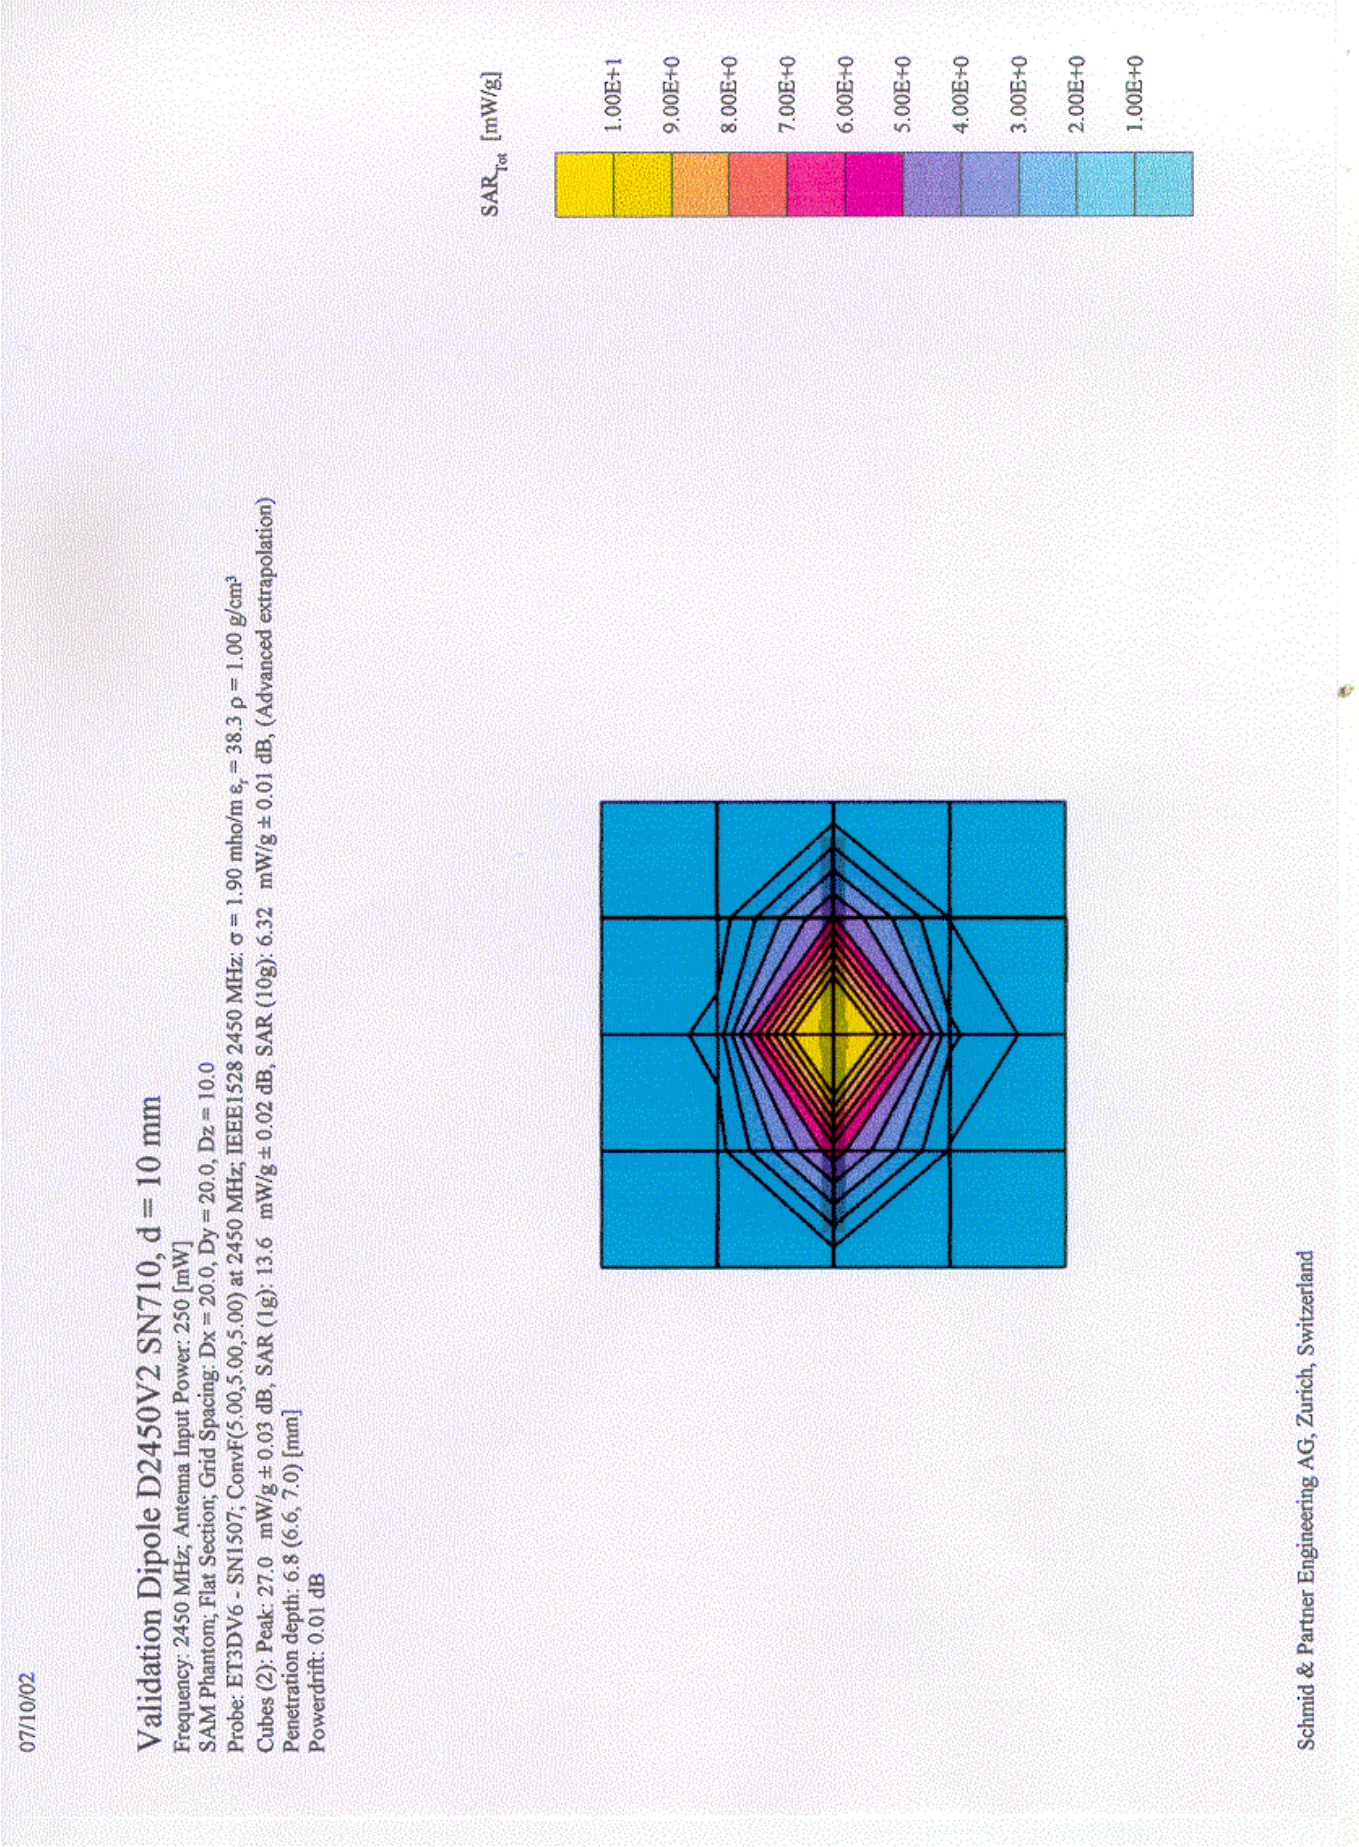 07/10/02
Validation Dipole D2450V2 SN710, d = 10 mm
Frequency: 2450 MHz; Antenna Input Power: 250 [mW]
SAM Phantom; Flat Section; Grid Spacing: Dx = 20.0, Dy = 20.0, Dz = 10.0
Probe: ET3DV6 - SN1507; ConvF(5.00,5.00,5.00) at 2450 MHz; IEEE1528 2450 MHz: σ = 1.90 mho/m εr = 38.3 ρ = 1.00 g/cm³
Cubes (2): Peak: 27.0 mW/g ± 0.03 dB, SAR (1g): 13.6 mW/g ± 0.02 dB, SAR (10g): 6.32 mW/g ± 0.01 dB, (Advanced extrapolation)
Penetration depth: 6.8 (6.6, 7.0) [mm]
Powerdrift: 0.01 dB
SARTot [mW/g]
1.00E+1
9.00E+0
8.00E+0
7.00E+0
6.00E+0
5.00E+0
4.00E+0
3.00E+0
2.00E+0
1.00E+0
Schmid & Partner Engineering AG, Zurich, Switzerland